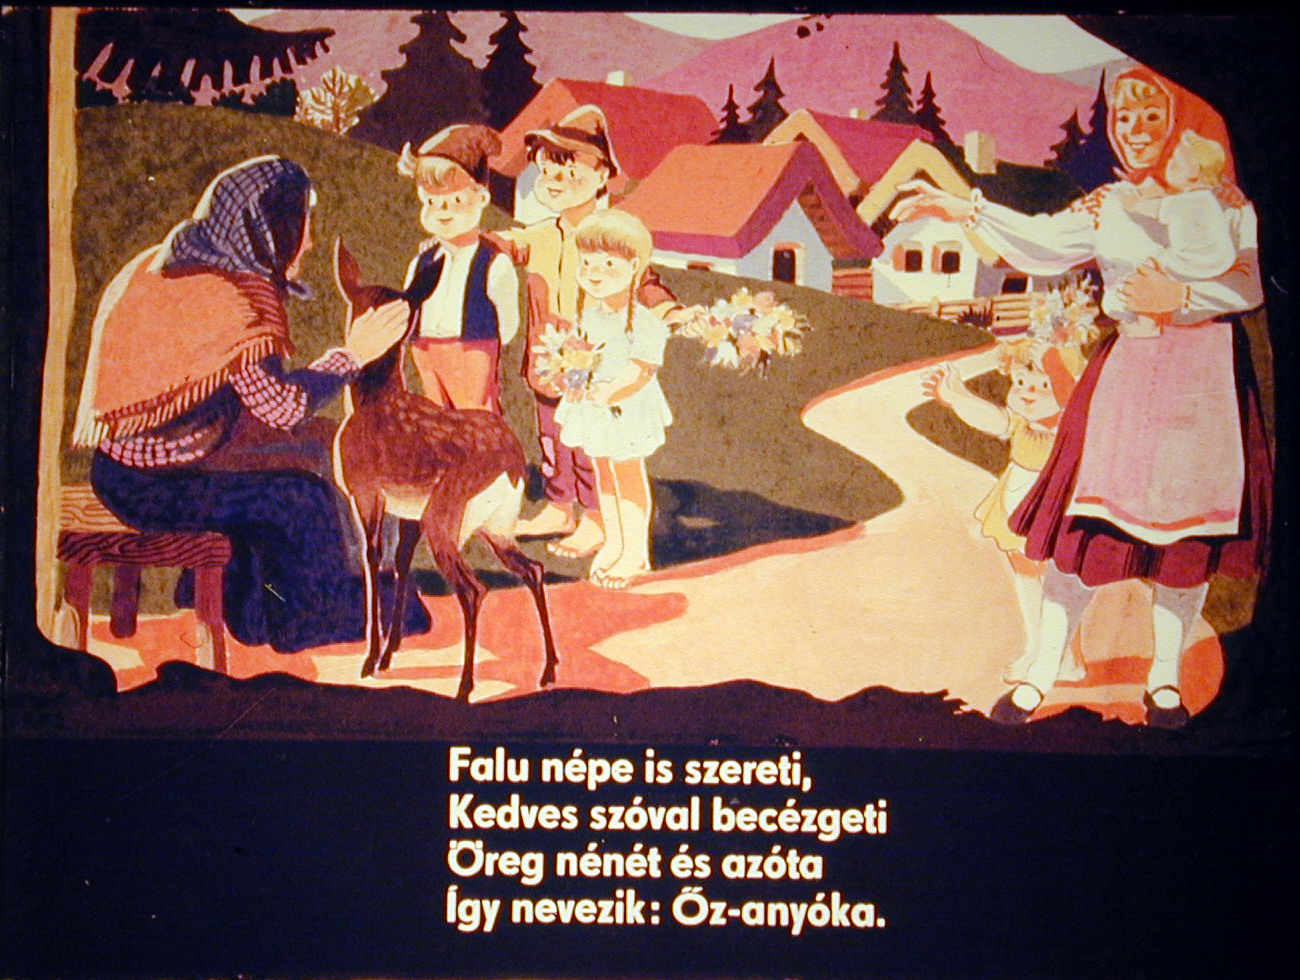 Falu népe is szereti,
Kedves szóval becézgeti
Öreg nénét és azóta
Így nevezik: Őz-anyóka.